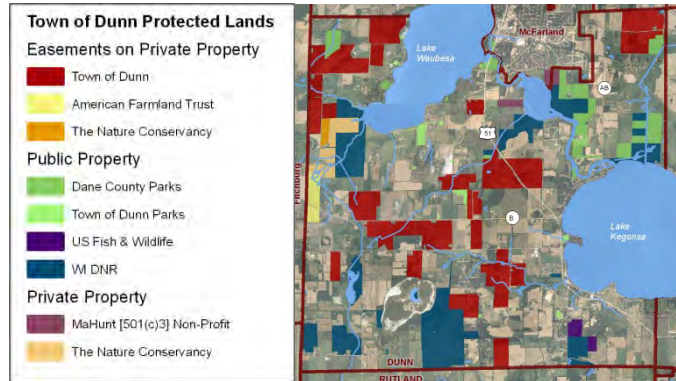 Town of Dunn Protected Lands
Easements on Private Property
Town of Dunn
American Farmland Trust
The Nature Conservancy
Public Property
Dane County Parks
Town of Dunn Parks
US Fish & Wildlife
WI DNR
Private Property
MaHunt [501(c)3] Non-Profit
The Nature Conservancy
Lake
Waubesa
McFarland
AB
51
Fitchburg
B
Lake
Kegonsa
DUNN
RUTLAND